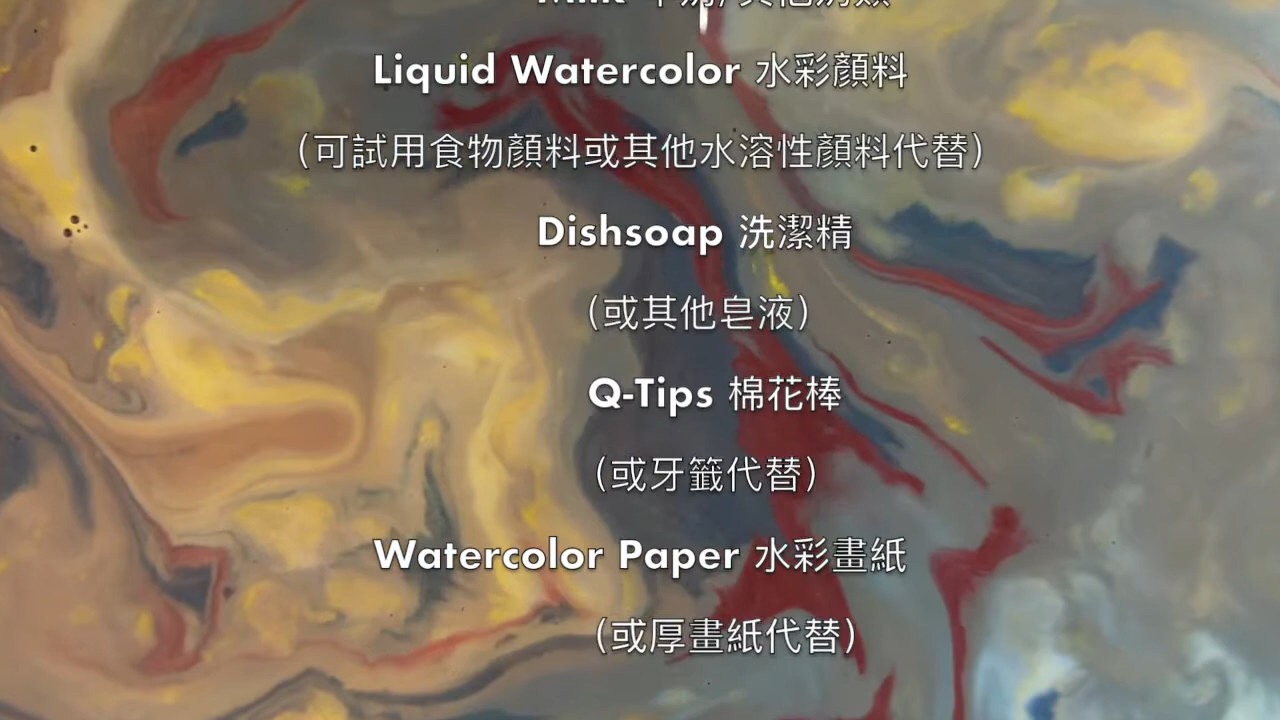 Liquid Watercolor 水彩顏料
(可試用食物顏料或其他水溶性顏料代替)
Dishsoap 洗潔精
(或其他皂液)
Q-Tips 棉花棒
(或牙籤代替)
Watercolor Paper 水彩畫紙
(或厚畫紙代替)